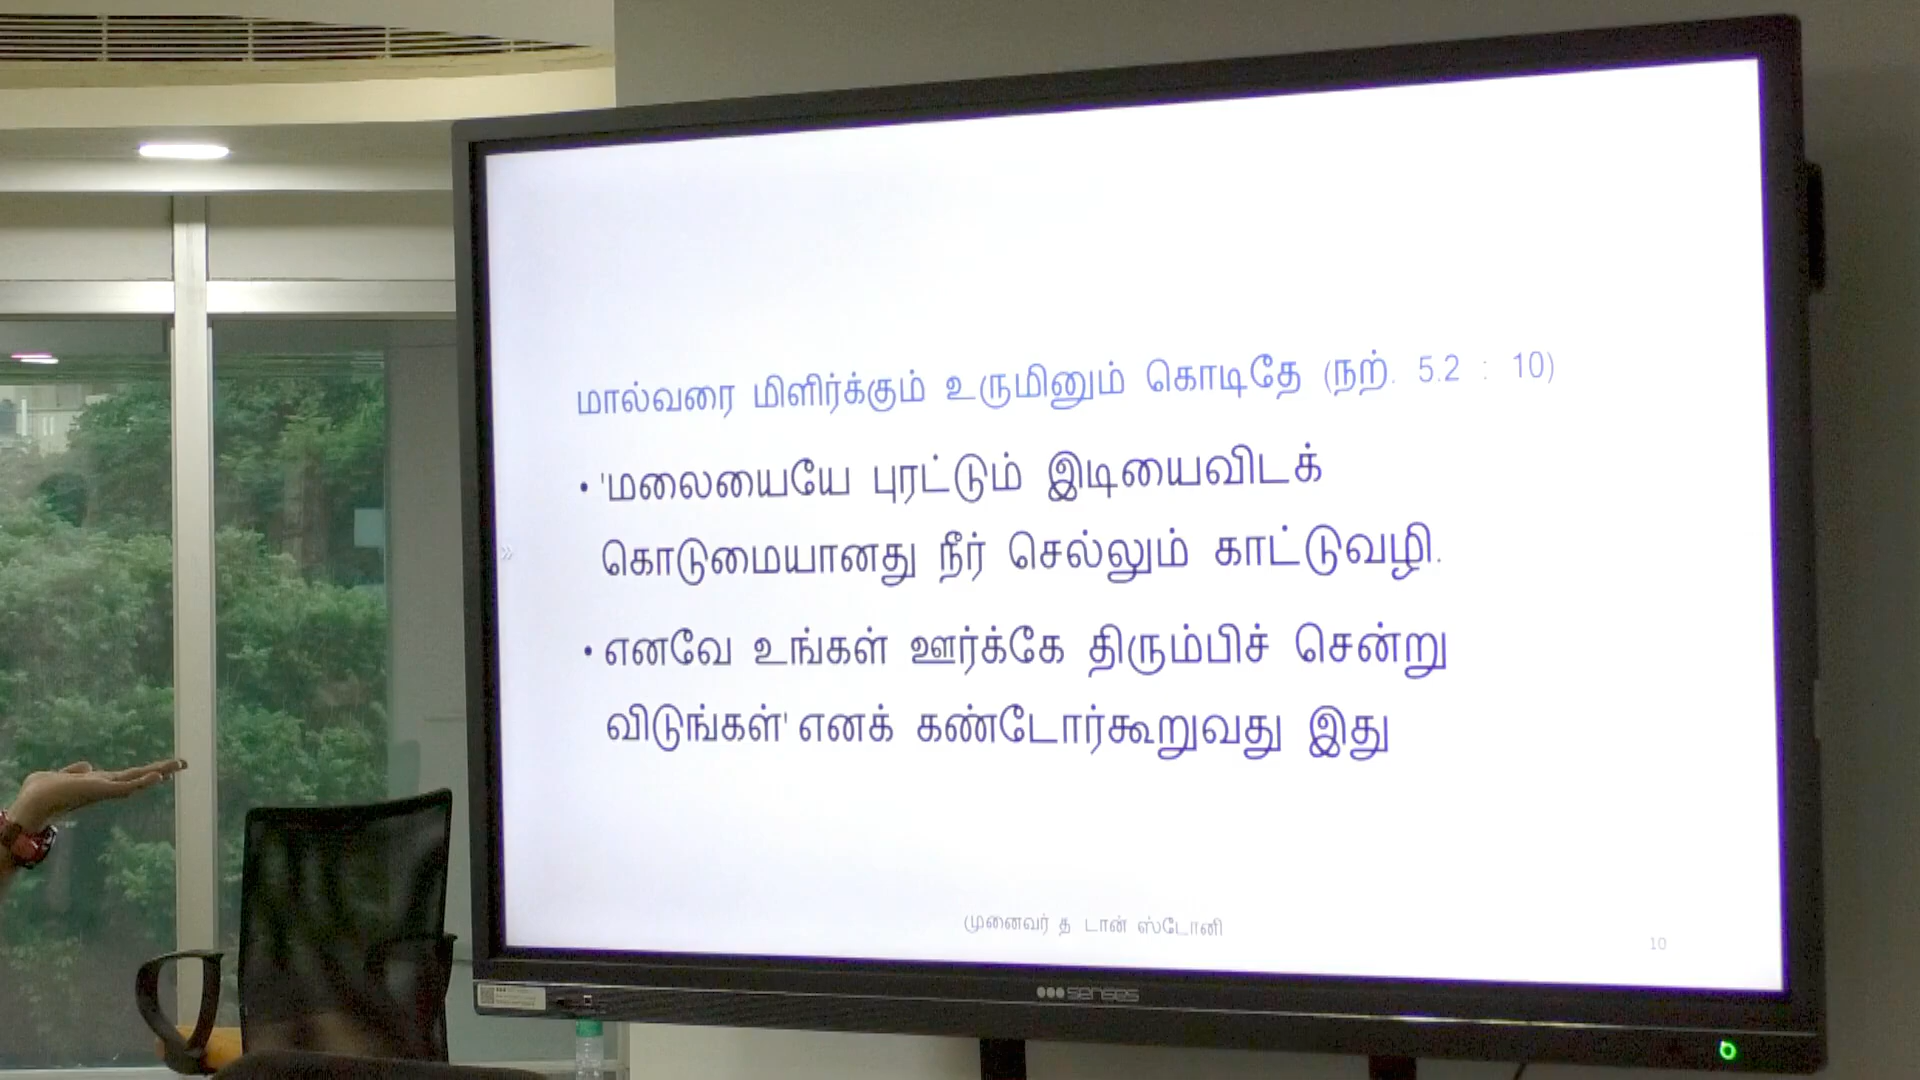 மால்வரை மிளிர்க்கும் உருமினும் கொடிதே (நற். 5.2 : 10)
• 'மலையையே புரட்டும் இடியைவிடக்
கொடுமையானது நீர் செல்லும் காட்டுவழி.
• எனவே உங்கள் ஊர்க்கே திரும்பிச் சென்று
விடுங்கள்' எனக் கண்டோர்கூறுவது இது
முனைவர் த டான் ஸ்டோனி
10
senses